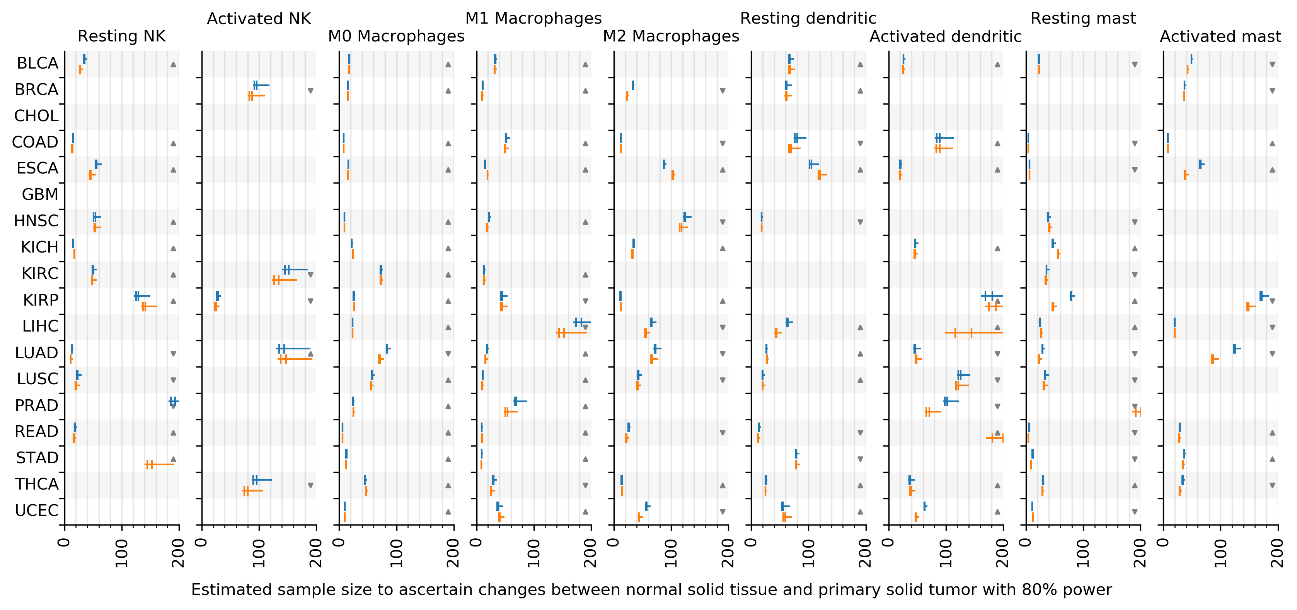 M1 Macrophages
Activated NK Resting dendritic Resting mast
Resting NK M0 Macrophages M2 Macrophages Activated dendritic Activated mast
BLCA
BRCA
CHOL
COAD
ESCA
GBM
HNSC
KICH
KIRC
KIRP
LIHC
LUAD
LUSC
PRAD
READ
STAD
THCA
UCEC
0 100 200 0 100 200 0 100 200 0 100 200 0 100 200 0 100 200 0 100 200 0 100 200 0 100 200
Estimated sample size to ascertain changes between normal solid tissue and primary solid tumor with 80% power